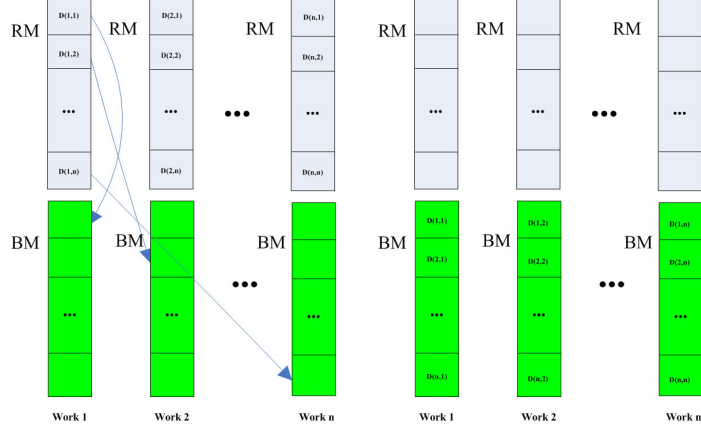 RM D(1,1) RM D(2,1) RM D(n,1) RM RM RM
D(1,2) D(2,2) D(n,2)
... ... ... ... ... ... ... ...
D(1,n) D(2,n) D(n,n)
BM BM BM BM D(1,1) BM D(1,2) BM D(1,n)
D(2,1) D(2,2) D(2,n)
... ... ... ... ... ... ... ...
D(n,1) D(n,2) D(n,n)
Work 1 Work 2 Work n Work 1 Work 2 Work n